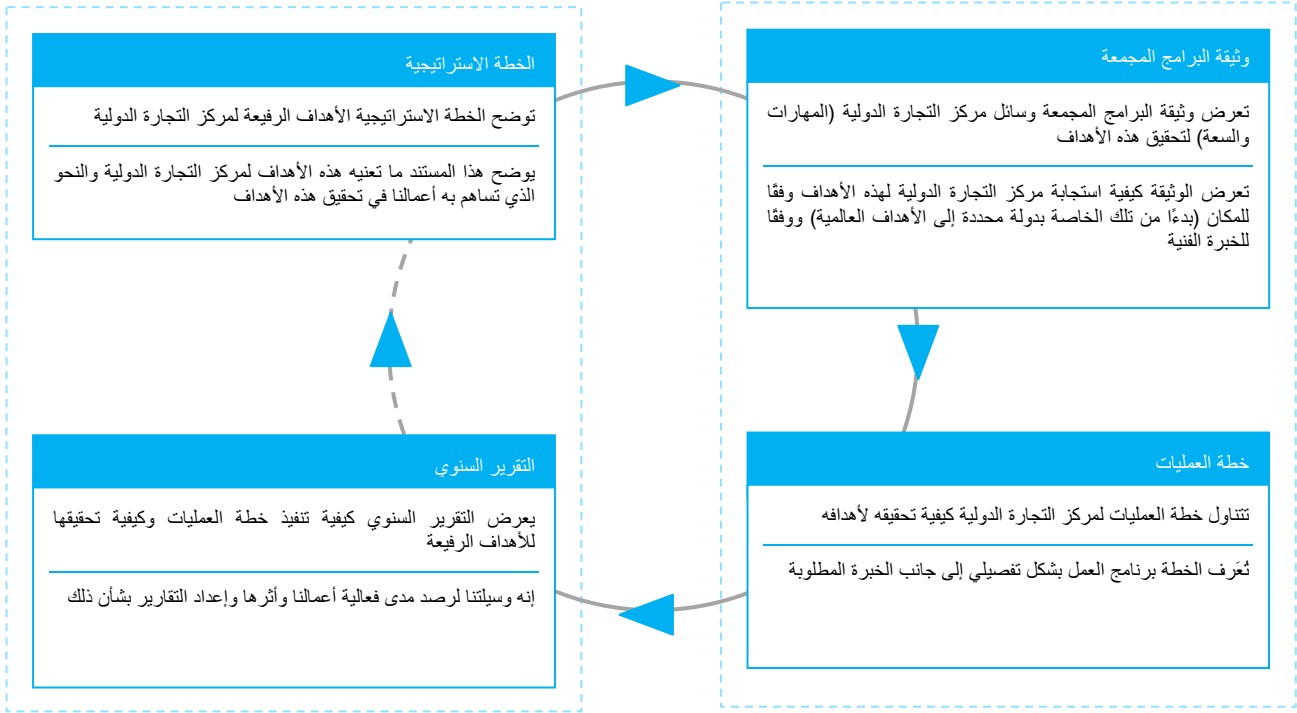 وثيقة البرامج المجمعة
تعرض وثيقة البرامج المجمعة وسائل مركز التجارة الدولية (المهارات
والسعة) لتحقيق هذه الأهداف
تعرض الوثيقة كيفية استجابة مركز التجارة الدولية لهذه الأهداف وفقًا
للمكان (بدءًا من تلك الخاصة بدولة محددة إلى الأهداف العالمية) ووفقًا
للخبرة الفنية
الخطة الاستراتيجية
توضح الخطة الاستراتيجية الأهداف الرفيعة لمركز التجارة الدولية
يوضح هذا المستند ما تعنيه هذه الأهداف لمركز التجارة الدولية والنحو
الذي تساهم به أعمالنا في تحقيق هذه الأهداف
خطة العمليات
تتناول خطة العمليات لمركز التجارة الدولية كيفية تحقيقه لأهدافه
تُعَرف الخطة برنامج العمل بشكل تفصيلي إلى جانب الخبرة المطلوبة
التقرير السنوي
يعرض التقرير السنوي كيفية تنفيذ خطة العمليات وكيفية تحقيقها
للأهداف الرفيعة
إنه وسيلتنا لرصد مدى فعالية أعمالنا وأثرها وإعداد التقارير بشأن ذلك